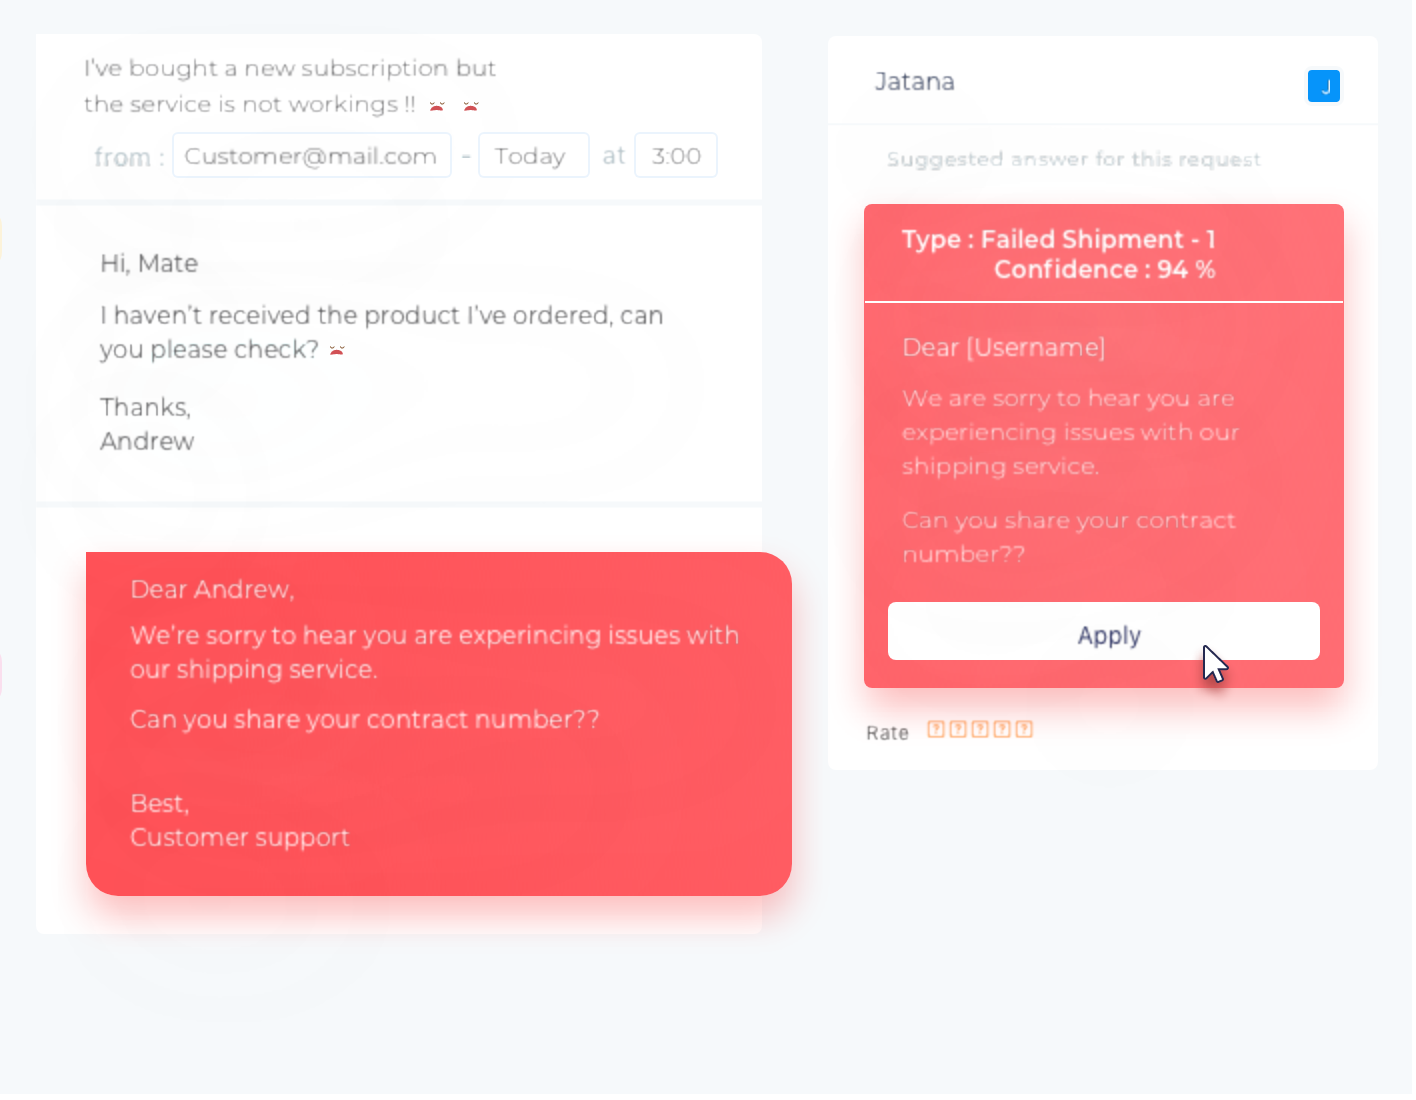 I've bought a new subscription but
the service is not workings !!
from : Customer@mail.com - Today at 3:00
Hi, Mate
I haven't received the product I've ordered, can
you please check?
Thanks,
Andrew
Dear Andrew,
We're sorry to hear you are experincing issues with
our shipping service.
Can you share your contract number??
Best,
Customer support
Jatana
J
Suggested answer for this request
Type : Failed Shipment - 1
Confidence : 94 %
Dear [Username]
We are sorry to hear you are
experiencing issues with our
shipping service.
Can you share your contract
number??
Apply
Rate